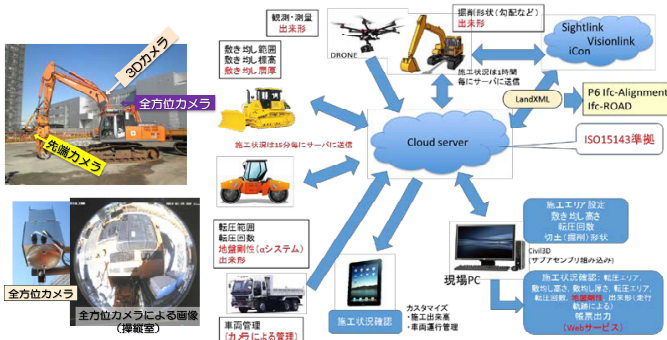 3Dカメラ
全方位カメラ
先端カメラ
全方位カメラ
全方位カメラによる画像
(操縦室)
観測・測量
出来形
敷き均し範囲
敷き均し標高
敷き均し層厚
DRONE
掘削形状(勾配など)
出来形
施工状況は1時間
毎にサーバに送信
Sightlink
Visionlink
iCon
LandXML
P6 Ifc-Alignment
Ifc-ROAD
ISO15143準拠
Cloud server
施工状況は15分毎にサーバに送信
転圧範囲
転圧回数
地盤剛性(αシステム)
出来形
車両管理
(カメラによる管理)
施工状況確認
カスタマイズ
・施工出来高
・車両運行管理
現場PC
Civil3D
(サブアセンブリ組み込み)
施工エリア設定
敷き均し高さ
転圧回数
切土(掘削)形状
施工状況確認:転圧エリア,
敷均し高さ,敷均し厚さ,転圧エリア,
転圧回数,地盤剛性,出来形(走行
軌跡による)
帳票出力
(Webサービス)